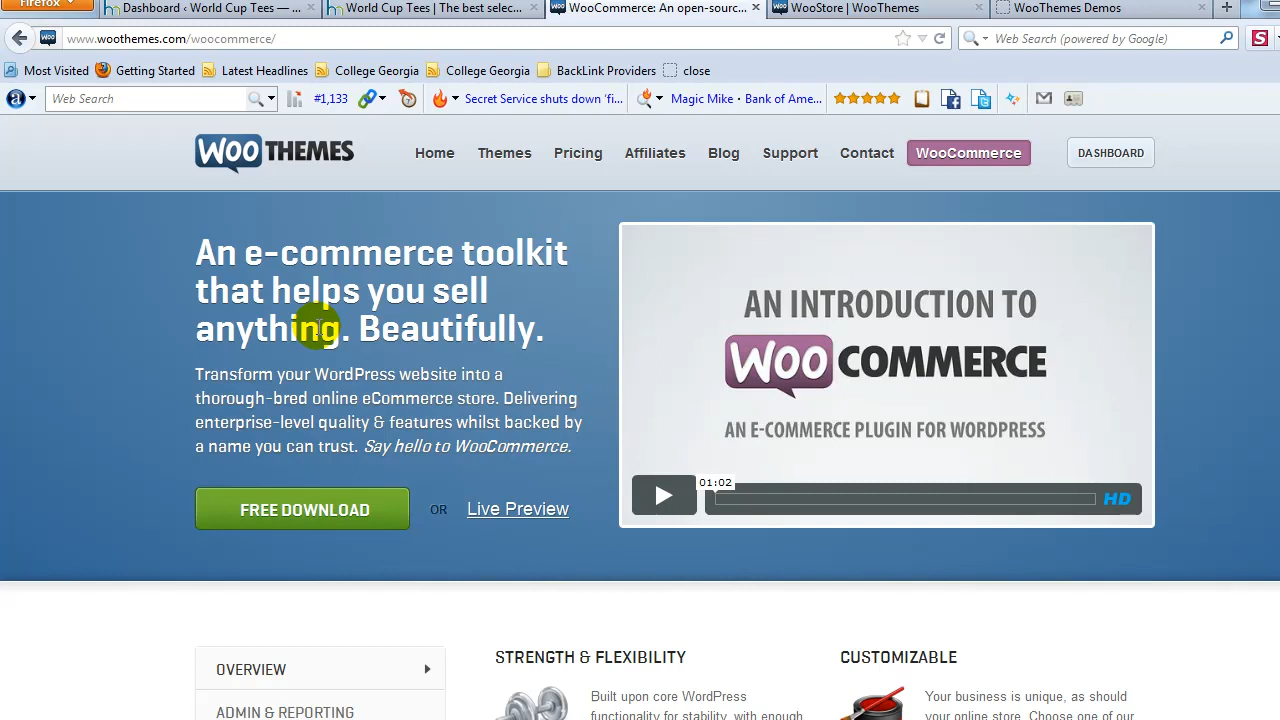 Firefox
Dashboard ‹ World Cup Tees — ...
World Cup Tees | The best selec...
WooCommerce: An open-sourc...
WooStore | WooThemes
WooThemes Demos
www.woothemes.com/woocommerce/
Web Search (powered by Google)
S
Most Visited
Getting Started
Latest Headlines
College Georgia
College Georgia
BackLink Providers
close
a
Web Search
#1,133
Secret Service shuts down 'fi...
Magic Mike • Bank of Ame...
WOOTHEMES
Home
Themes
Pricing
Affiliates
Blog
Support
Contact
WooCommerce
DASHBOARD
An e-commerce toolkit
that helps you sell
anything. Beautifully.
Transform your WordPress website into a
thorough-bred online eCommerce store. Delivering
enterprise-level quality & features whilst backed by
a name you can trust. Say hello to WooCommerce.
FREE DOWNLOAD
OR
Live Preview
AN INTRODUCTION TO
WOOCOMMERCE
AN E-COMMERCE PLUGIN FOR WORDPRESS
01:02
HD
OVERVIEW
ADMIN & REPORTING
STRENGTH & FLEXIBILITY
Built upon core WordPress
functionality for stability, with enough
CUSTOMIZABLE
Your business is unique, as should
your online store. Choose one of our